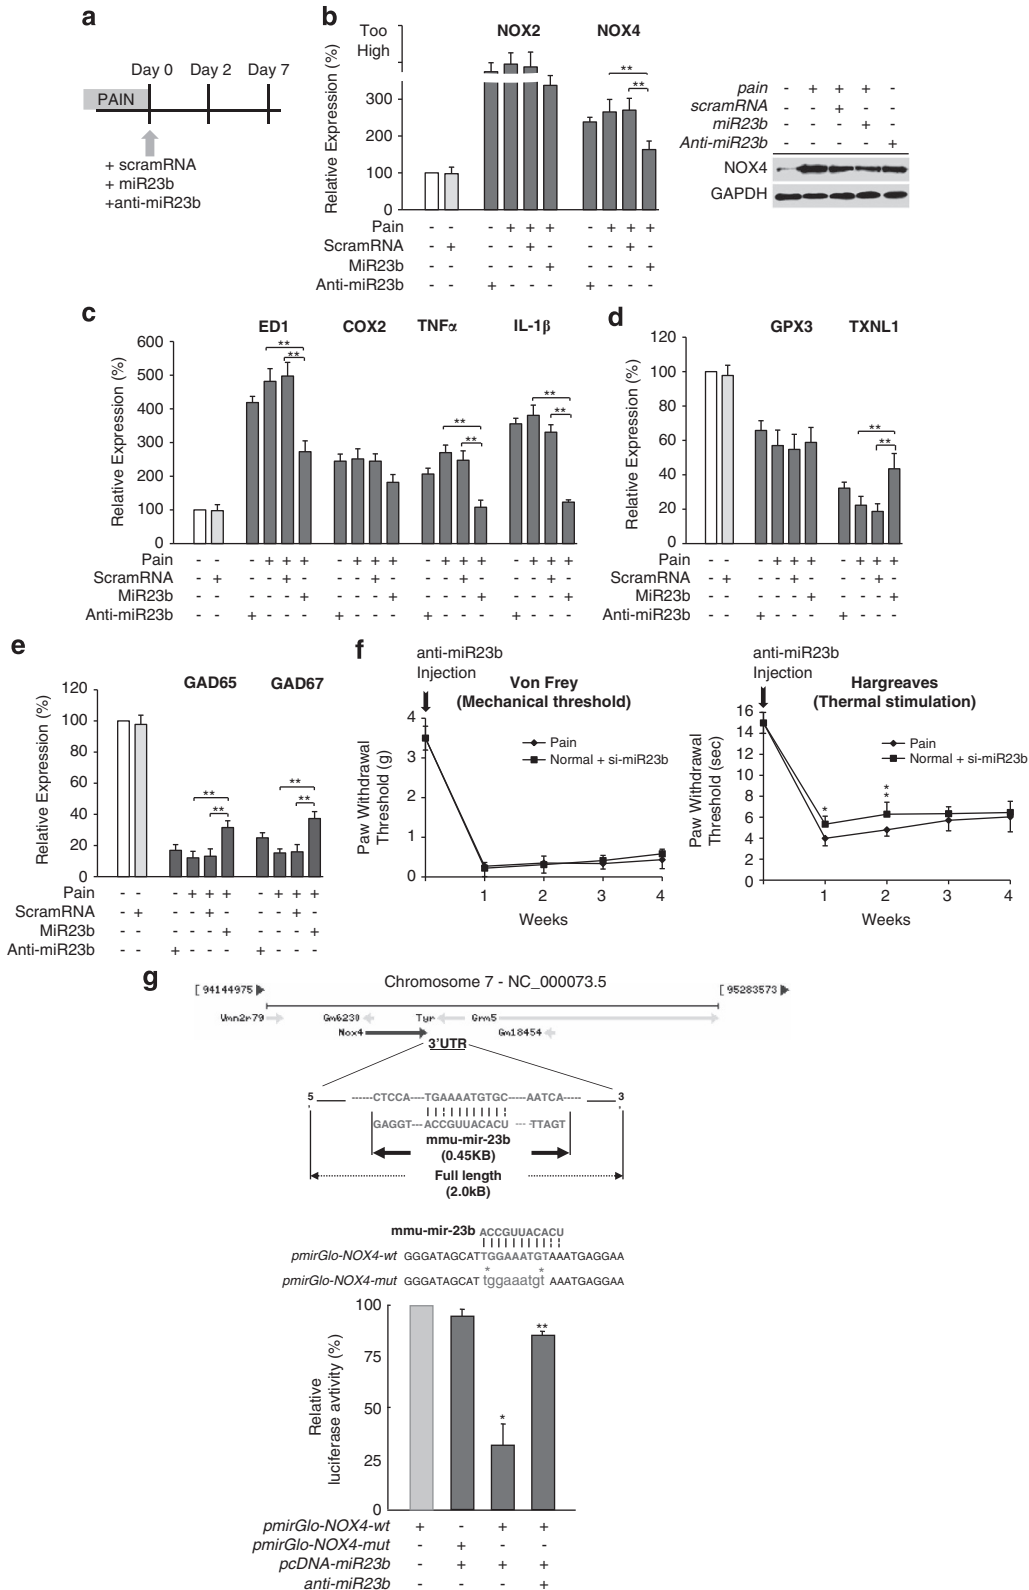 a
Day 0 Day 2 Day 7
PAIN
+ scramRNA
+ miR23b
+anti-miR23b
b
Too
High
NOX2 NOX4
Relative Expression (%)
300
200
100
0
** **
Pain - - - + + + - + + +
ScramRNA - + - - + - - - + -
MiR23b - - - - - + - - - +
Anti-miR23b - - + - - - + - - -
pain - + + + -
scramRNA - - + - -
miR23b - - - + -
Anti-miR23b - - - - +
NOX4
GAPDH
c
ED1 COX2 TNFα IL-1β
Relative Expression (%)
600
500
400
300
200
100
0
** ** ** ** ** **
Pain - - - + + + - + + + - + + + - + + +
ScramRNA - + - - + - - - + - - - + - - - + -
MiR23b - - - - - + - - - + - - - + - - - +
Anti-miR23b - - + - - - + - - - + - - - + - - -
d
GPX3 TXNL1
Relative Expression (%)
120
100
80
60
40
20
0
** **
Pain - - - + + + - + + +
ScramRNA - + - - + - - - + -
MiR23b - - - - - + - - - +
Anti-miR23b - - + - - - + - - -
e
GAD65 GAD67
Relative Expression (%)
120
100
80
60
40
20
0
** ** ** **
Pain - - - + + + - + + +
ScramRNA - + - - + - - - + -
MiR23b - - - - - + - - - +
Anti-miR23b - - + - - - + - - -
f
anti-miR23b
Injection
Von Frey
(Mechanical threshold)
Paw Withdrawal
Threshold (g)
4
3
2
1
0
Pain
Normal + si-miR23b
1 2 3 4
Weeks
anti-miR23b
Injection
Hargreaves
(Thermal stimulation)
Paw Withdrawal
Threshold (sec)
16
14
12
10
8
6
4
2
0
Pain
Normal + si-miR23b
* **
1 2 3 4
Weeks
g
Chromosome 7 - NC_000073.5
[ 94144975 95283573
Vmn2r79 Gm6230 Tyr Grm5
Nox4 Gm18454
3'UTR
5 ------CTCCA----TGAAAATGTGC-----AATCA----- 3
GAGGT---ACCGUUACACU --- -TTAGT
mmu-mir-23b
(0.45KB)
Full length
(2.0kB)
mmu-mir-23b ACCGUUACACU
pmirGlo-NOX4-wt GGGATAGCATTGGAAATGTAAATGAGGAA
* *
pmirGlo-NOX4-mut GGGATAGCAT tggaaatgt AAATGAGGAA
Relative
luciferase avtivity (%)
100
75
50
25
0
* **
pmirGlo-NOX4-wt + - + +
pmirGlo-NOX4-mut - + - -
pcDNA-miR23b - + + +
anti-miR23b - - - +